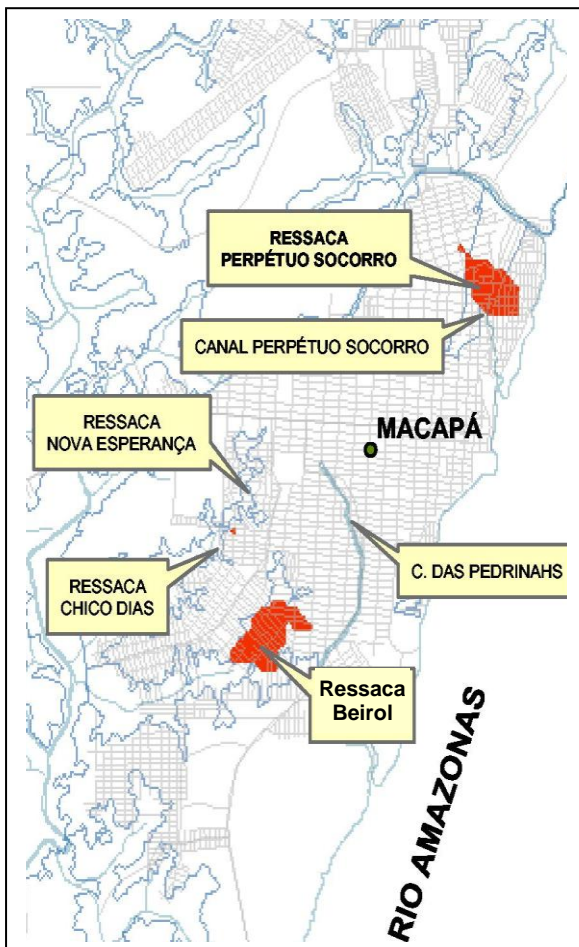 RESSACA
PERPÉTUO SOCORRO
CANAL PERPÉTUO SOCORRO
RESSACA
NOVA ESPERANÇA
MACAPÁ
C. DAS PEDRINAHS
RESSACA
CHICO DIAS
Ressaca
Beirol
RIO AMAZONAS